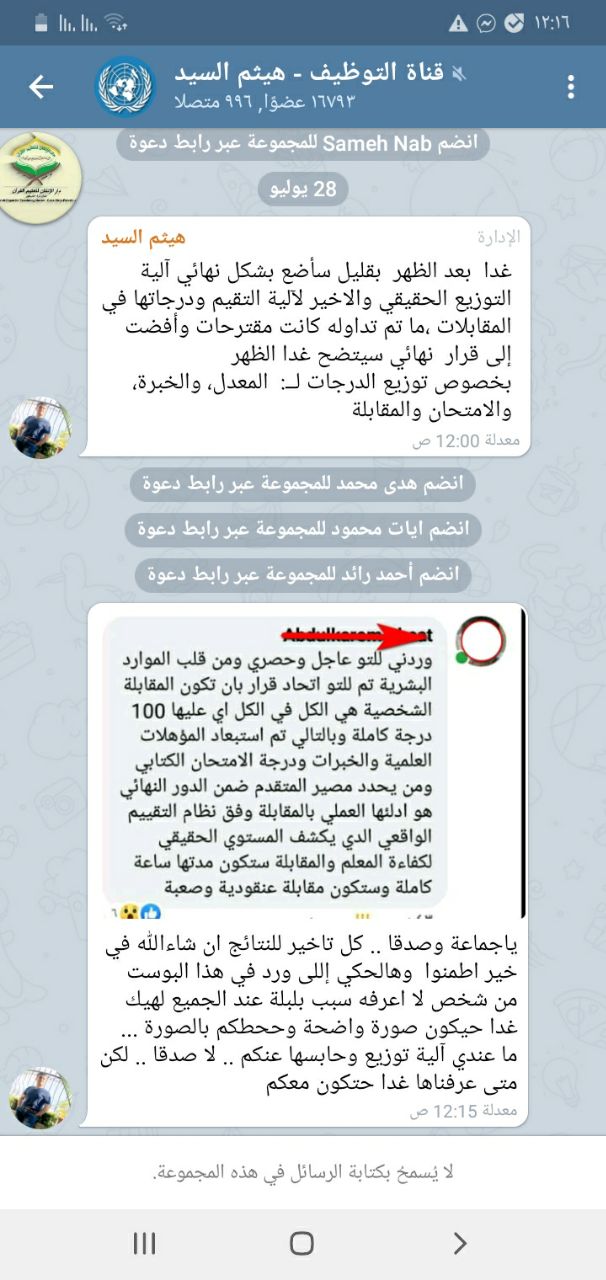 ١٢:١٦
قناة التوظيف - هيثم السيد
١٦٧٩٣ عضوًا, ٩٩٦ متصلا
انضم Sameh Nab للمجموعة عبر رابط دعوة
28 يوليو
هيثم السيد
الإدارة
غدا بعد الظهر بقليل سأضع بشكل نهائي آلية
التوزيع الحقيقي والاخير لآلية التقيم ودرجاتها في
المقابلات ،ما تم تداوله كانت مقترحات وأفضت
إلى قرار نهائي سيتضح غدا الظهر
بخصوص توزيع الدرجات لــ: المعدل، والخبرة،
والامتحان والمقابلة
معدلة 12:00 ص
انضم هدى محمد للمجموعة عبر رابط دعوة
انضم ايات محمود للمجموعة عبر رابط دعوة
انضم أحمد رائد للمجموعة عبر رابط دعوة
وردني للتو عاجل وحصري ومن قلب الموارد
البشرية تم للتو اتحاد قرار بان تكون المقابلة
الشخصية هي الكل في الكل اي عليها 100
درجة كاملة وبالتالي تم استبعاد المؤهلات
العلمية والخبرات ودرجة الامتحان الكتابي
ومن يحدد مصير المتقدم ضمن الدور النهائي
هو ادلئها العملي بالمقابلة وفق نظام التقييم
الواقعي الدي يكشف المستوي الحقيقي
لكفاءة المعلم والمقابلة ستكون مدتها ساعة
كاملة وستكون مقابلة عنقودية وصعبة
ياجماعة وصدقا .. كل تاخير للنتائج ان شاءالله في
خير اطمنوا وهالحكي إللى ورد في هذا البوست
من شخص لا اعرفه سبب بلبلة عند الجميع لهيك
غدا حيكون صورة واضحة وححطكم بالصورة ...
ما عندي آلية توزيع وحابسها عنكم .. لا صدقا .. لكن
متى عرفناها غدا حتكون معكم
معدلة 12:15 ص
لا يُسمحُ بكتابة الرسائل في هذه المجموعة.